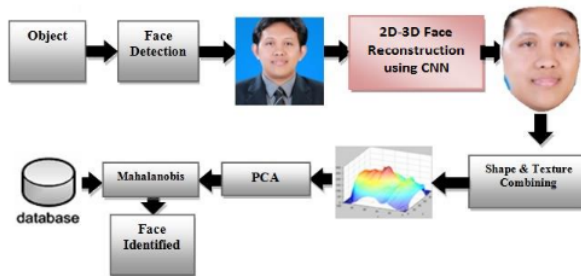 Object
Face
Detection
2D-3D Face
Reconstruction
using CNN
Shape & Texture
Combining
PCA
Mahalanobis
database
Face
Identified